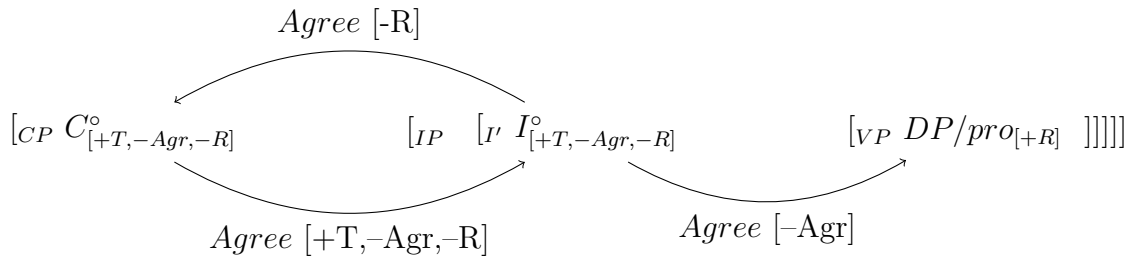 Agree [-R]
[CP C°[+T,−Agr,−R] [IP [I′ I°[+T,−Agr,−R] [VP DP/pro[+R] ]]]]]
Agree [+T,–Agr,–R] Agree [–Agr]